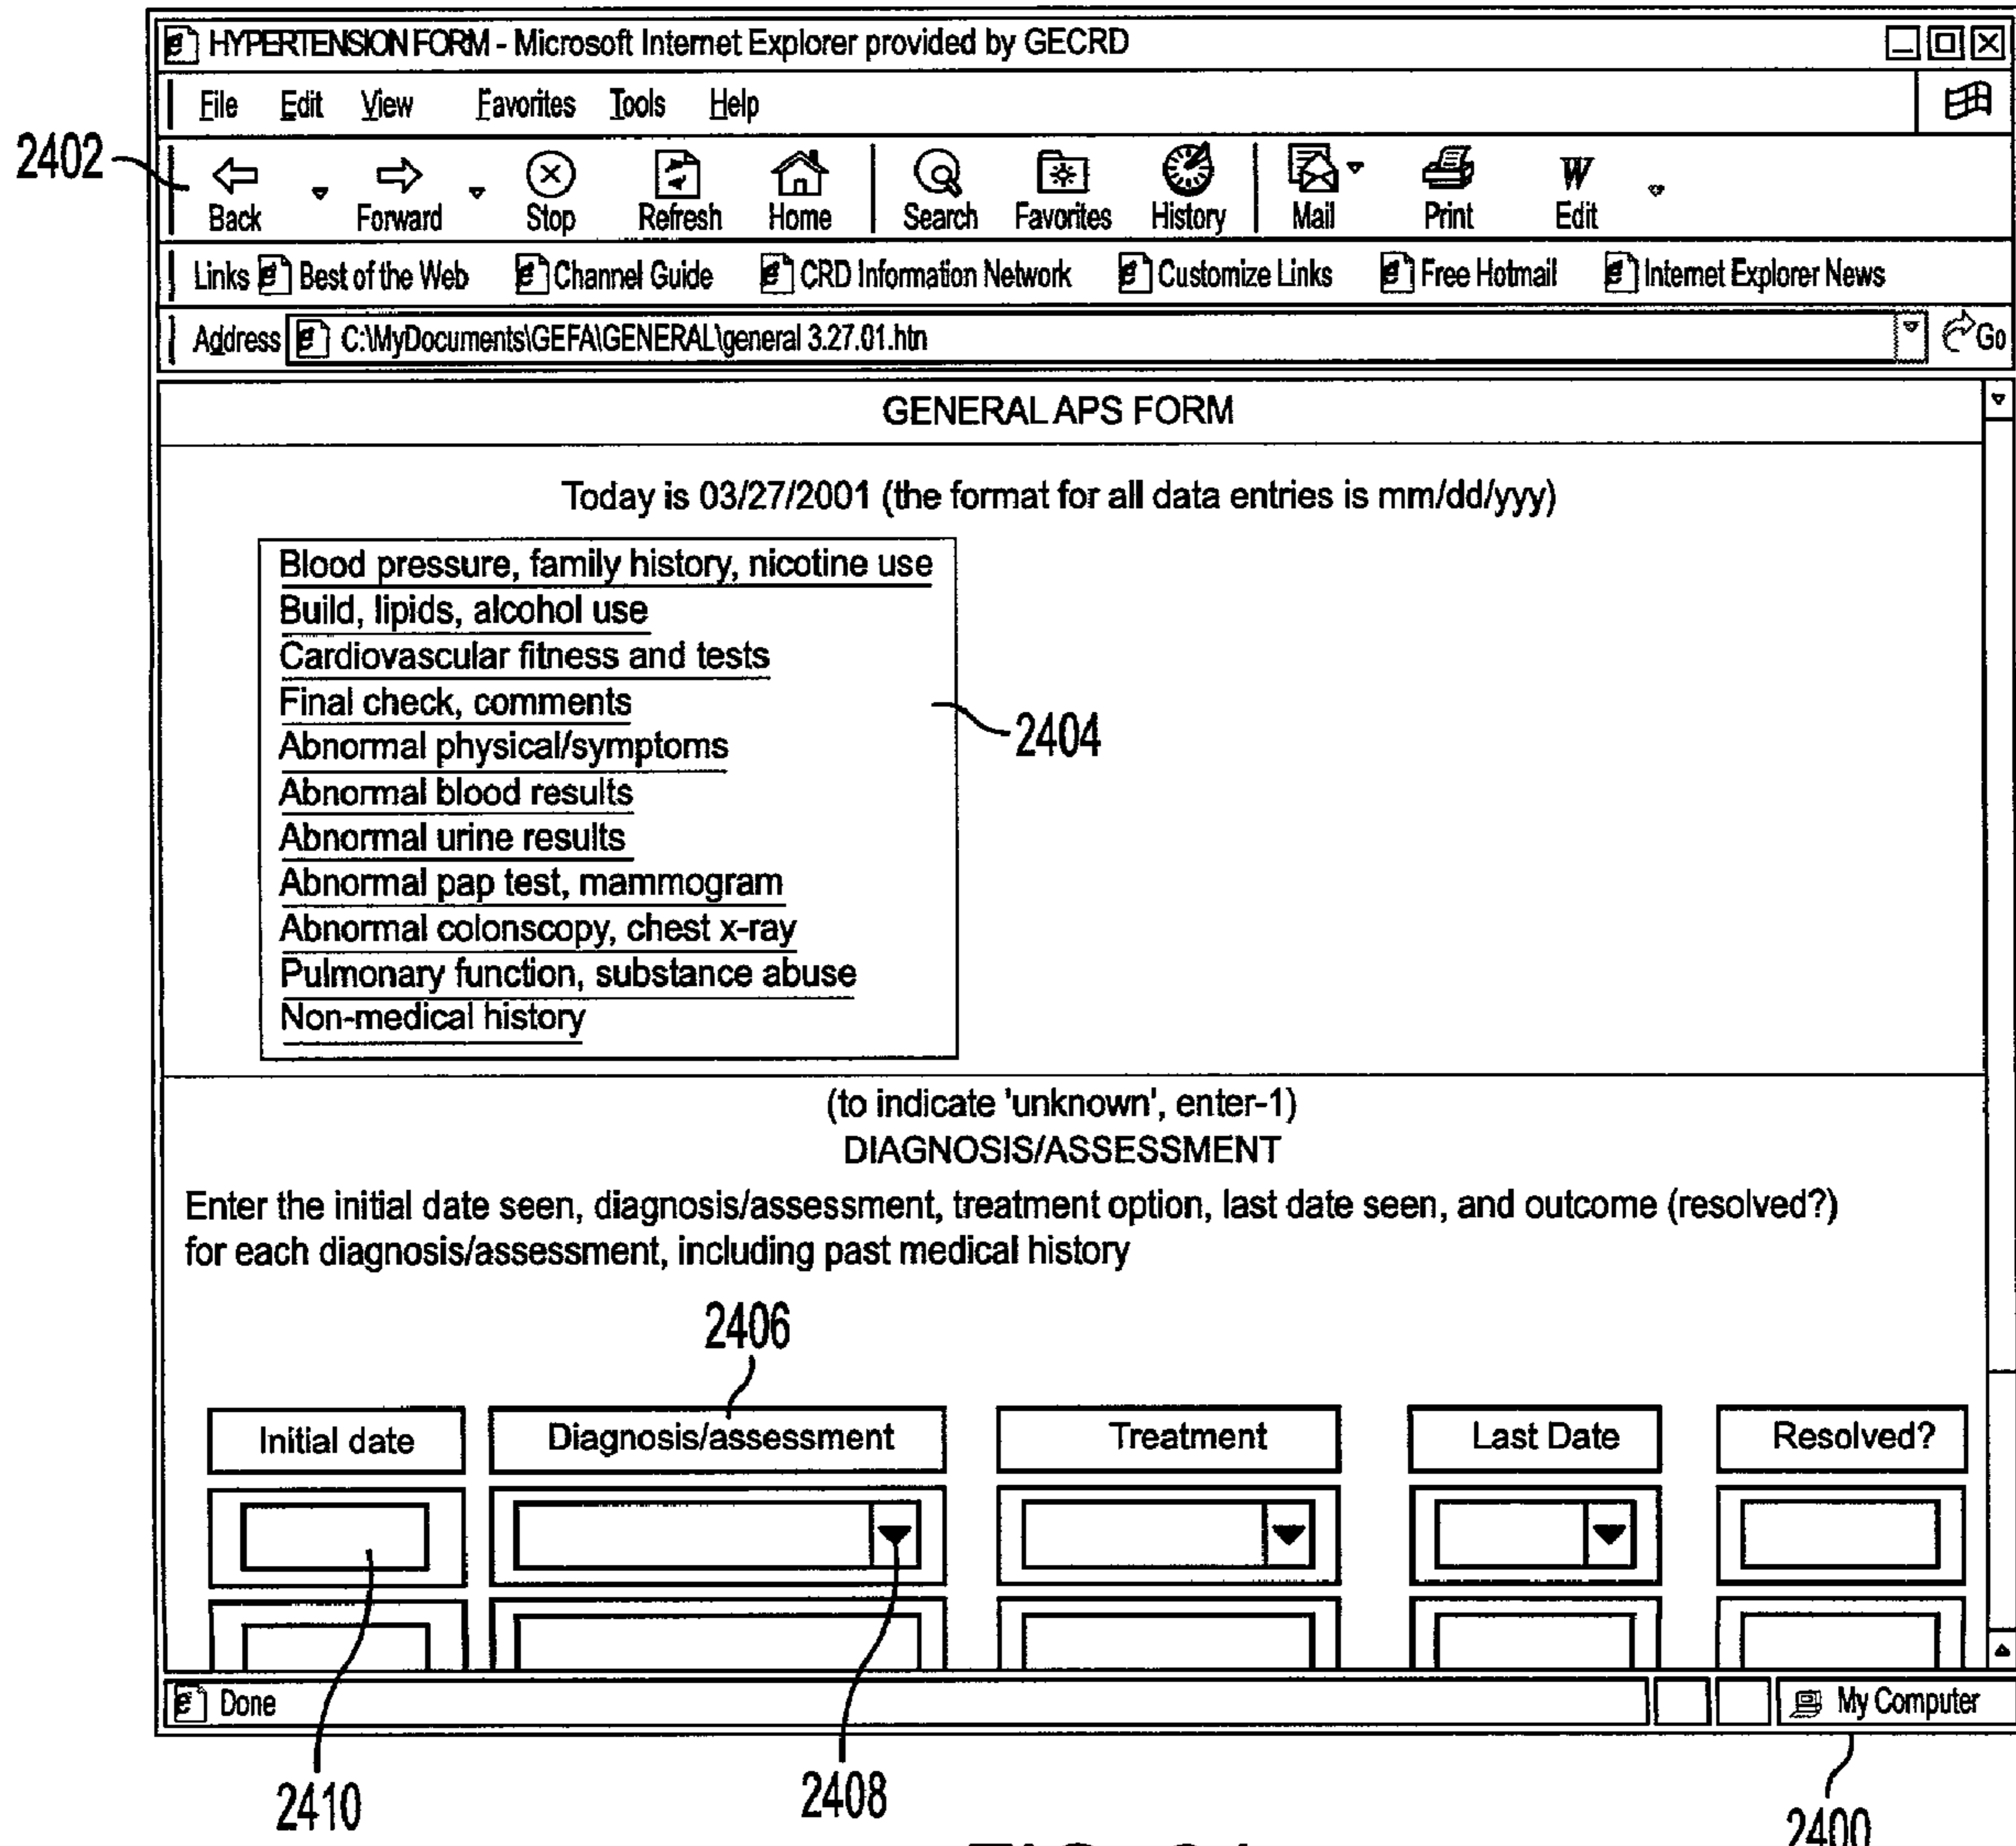 HYPERTENSION FORM - Microsoft Internet Explorer provided by GECRD
File Edit View Favorites Tools Help
2402
Back Forward Stop Refresh Home Search Favorites History Mail Print Edit
Links Best of the Web Channel Guide CRD Information Network Customize Links Free Hotmail Internet Explorer News
Address C:\MyDocuments\GEFA\GENERAL\general 3.27.01.htn Go
GENERAL APS FORM
Today is 03/27/2001 (the format for all data entries is mm/dd/yyy)
Blood pressure, family history, nicotine use
Build, lipids, alcohol use
Cardiovascular fitness and tests
Final check, comments
2404
Abnormal physical/symptoms
Abnormal blood results
Abnormal urine results
Abnormal pap test, mammogram
Abnormal colonscopy, chest x-ray
Pulmonary function, substance abuse
Non-medical history
(to indicate 'unknown', enter-1)
DIAGNOSIS/ASSESSMENT
Enter the initial date seen, diagnosis/assessment, treatment option, last date seen, and outcome (resolved?)
for each diagnosis/assessment, including past medical history
2406
Initial date Diagnosis/assessment Treatment Last Date Resolved?
Done My Computer
2410 2408 2400